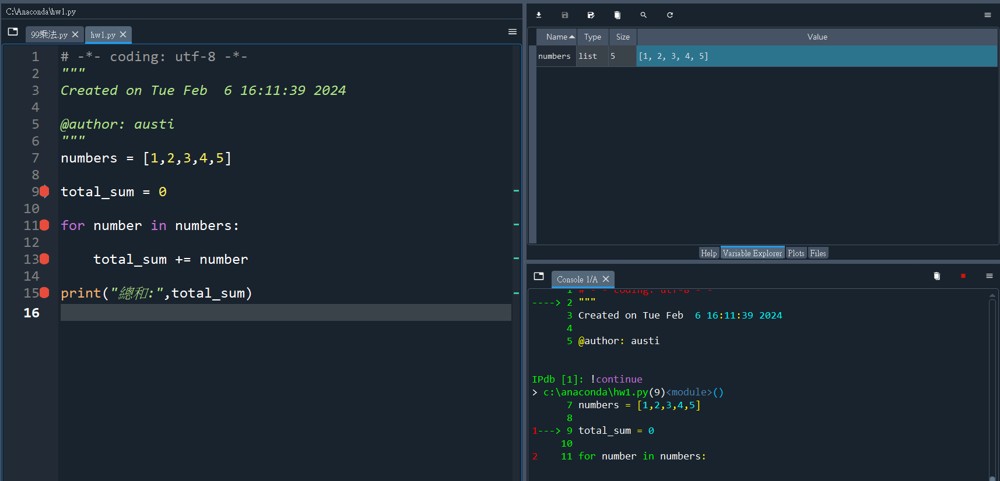 C:\Anaconda\hw1.py
99乘法.py
hw1.py
1 # -*- coding: utf-8 -*-
2 """
3 Created on Tue Feb  6 16:11:39 2024
4
5 @author: austi
6 """
7 numbers = [1,2,3,4,5]
8
9 total_sum = 0
10
11 for number in numbers:
12
13     total_sum += number
14
15 print("總和:",total_sum)
16
Name Type Size Value
numbers list 5 [1, 2, 3, 4, 5]
Help Variable Explorer Plots Files
Console 1/A
1 # -*- coding: utf-8 -*-
----> 2 """
3 Created on Tue Feb  6 16:11:39 2024
4
5 @author: austi
IPdb [1]: !continue
> c:\anaconda\hw1.py(9)<module>()
7 numbers = [1,2,3,4,5]
8
1---> 9 total_sum = 0
10
2    11 for number in numbers: